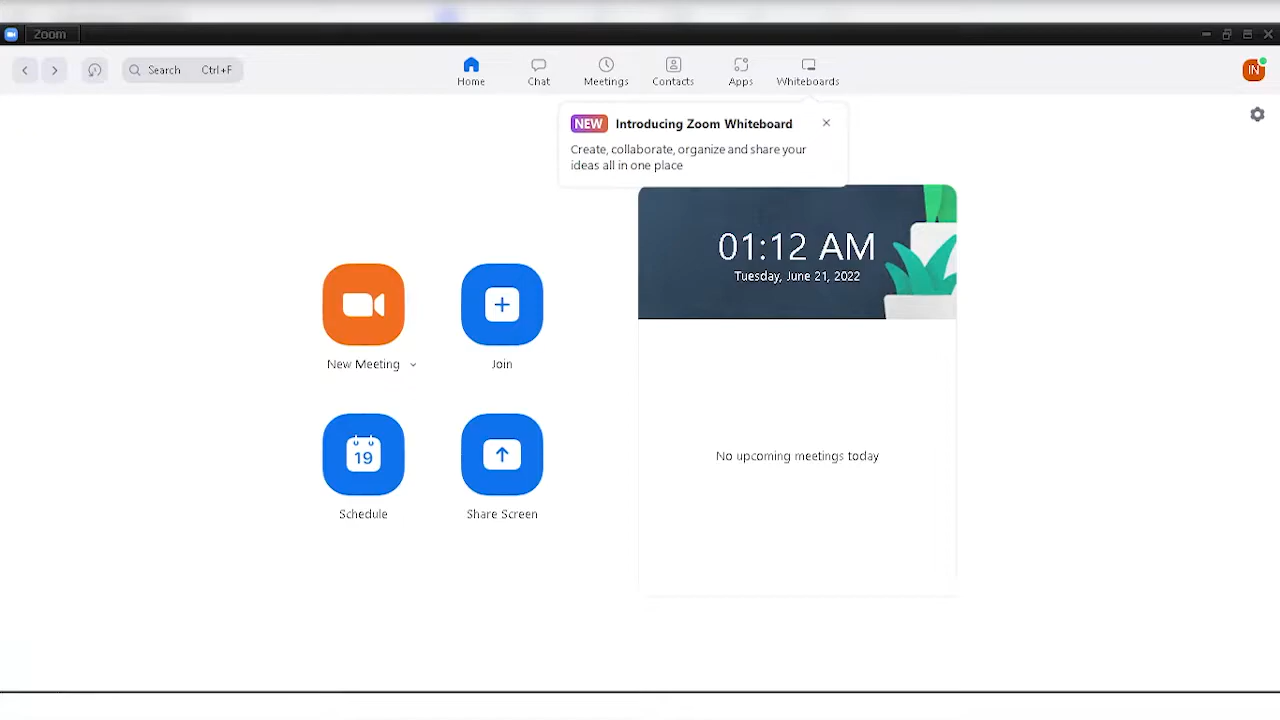 Zoom
Search Ctrl+F
Home
Chat
Meetings
Contacts
Apps
Whiteboards
IN
NEW Introducing Zoom Whiteboard
Create, collaborate, organize and share your
ideas all in one place
01:12 AM
Tuesday, June 21, 2022
New Meeting
Join
19
Schedule
Share Screen
No upcoming meetings today